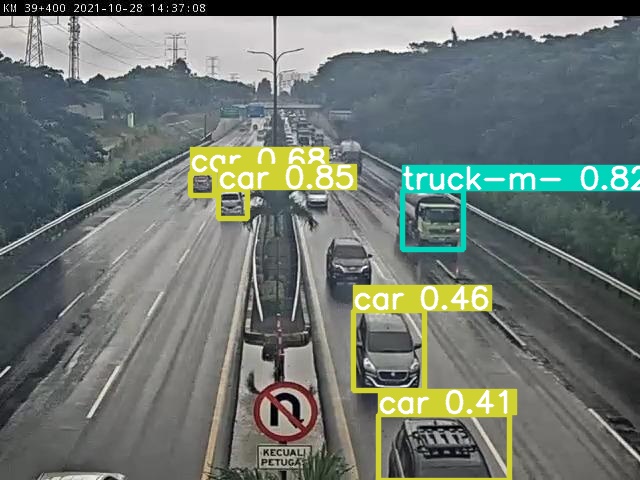 KM 39+400 2021-10-28 14:37:08
car 0.68
car 0.85
truck-m- 0.82
car 0.46
car 0.41
KECUALI
PETUGAS